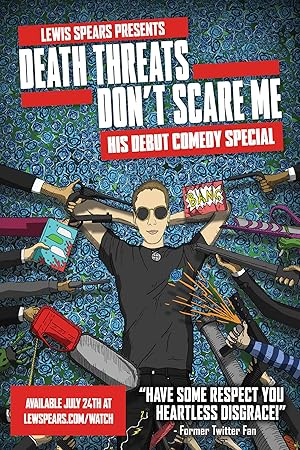 LEWIS SPEARS PRESENTS
DEATH THREATS
DON'T SCARE ME
HIS DEBUT COMEDY SPECIAL
BANG
AVAILABLE JULY 24TH AT
LEWSPEARS.COM/WATCH
"HAVE SOME RESPECT YOU
HEARTLESS DISGRACE!"
- Former Twitter Fan